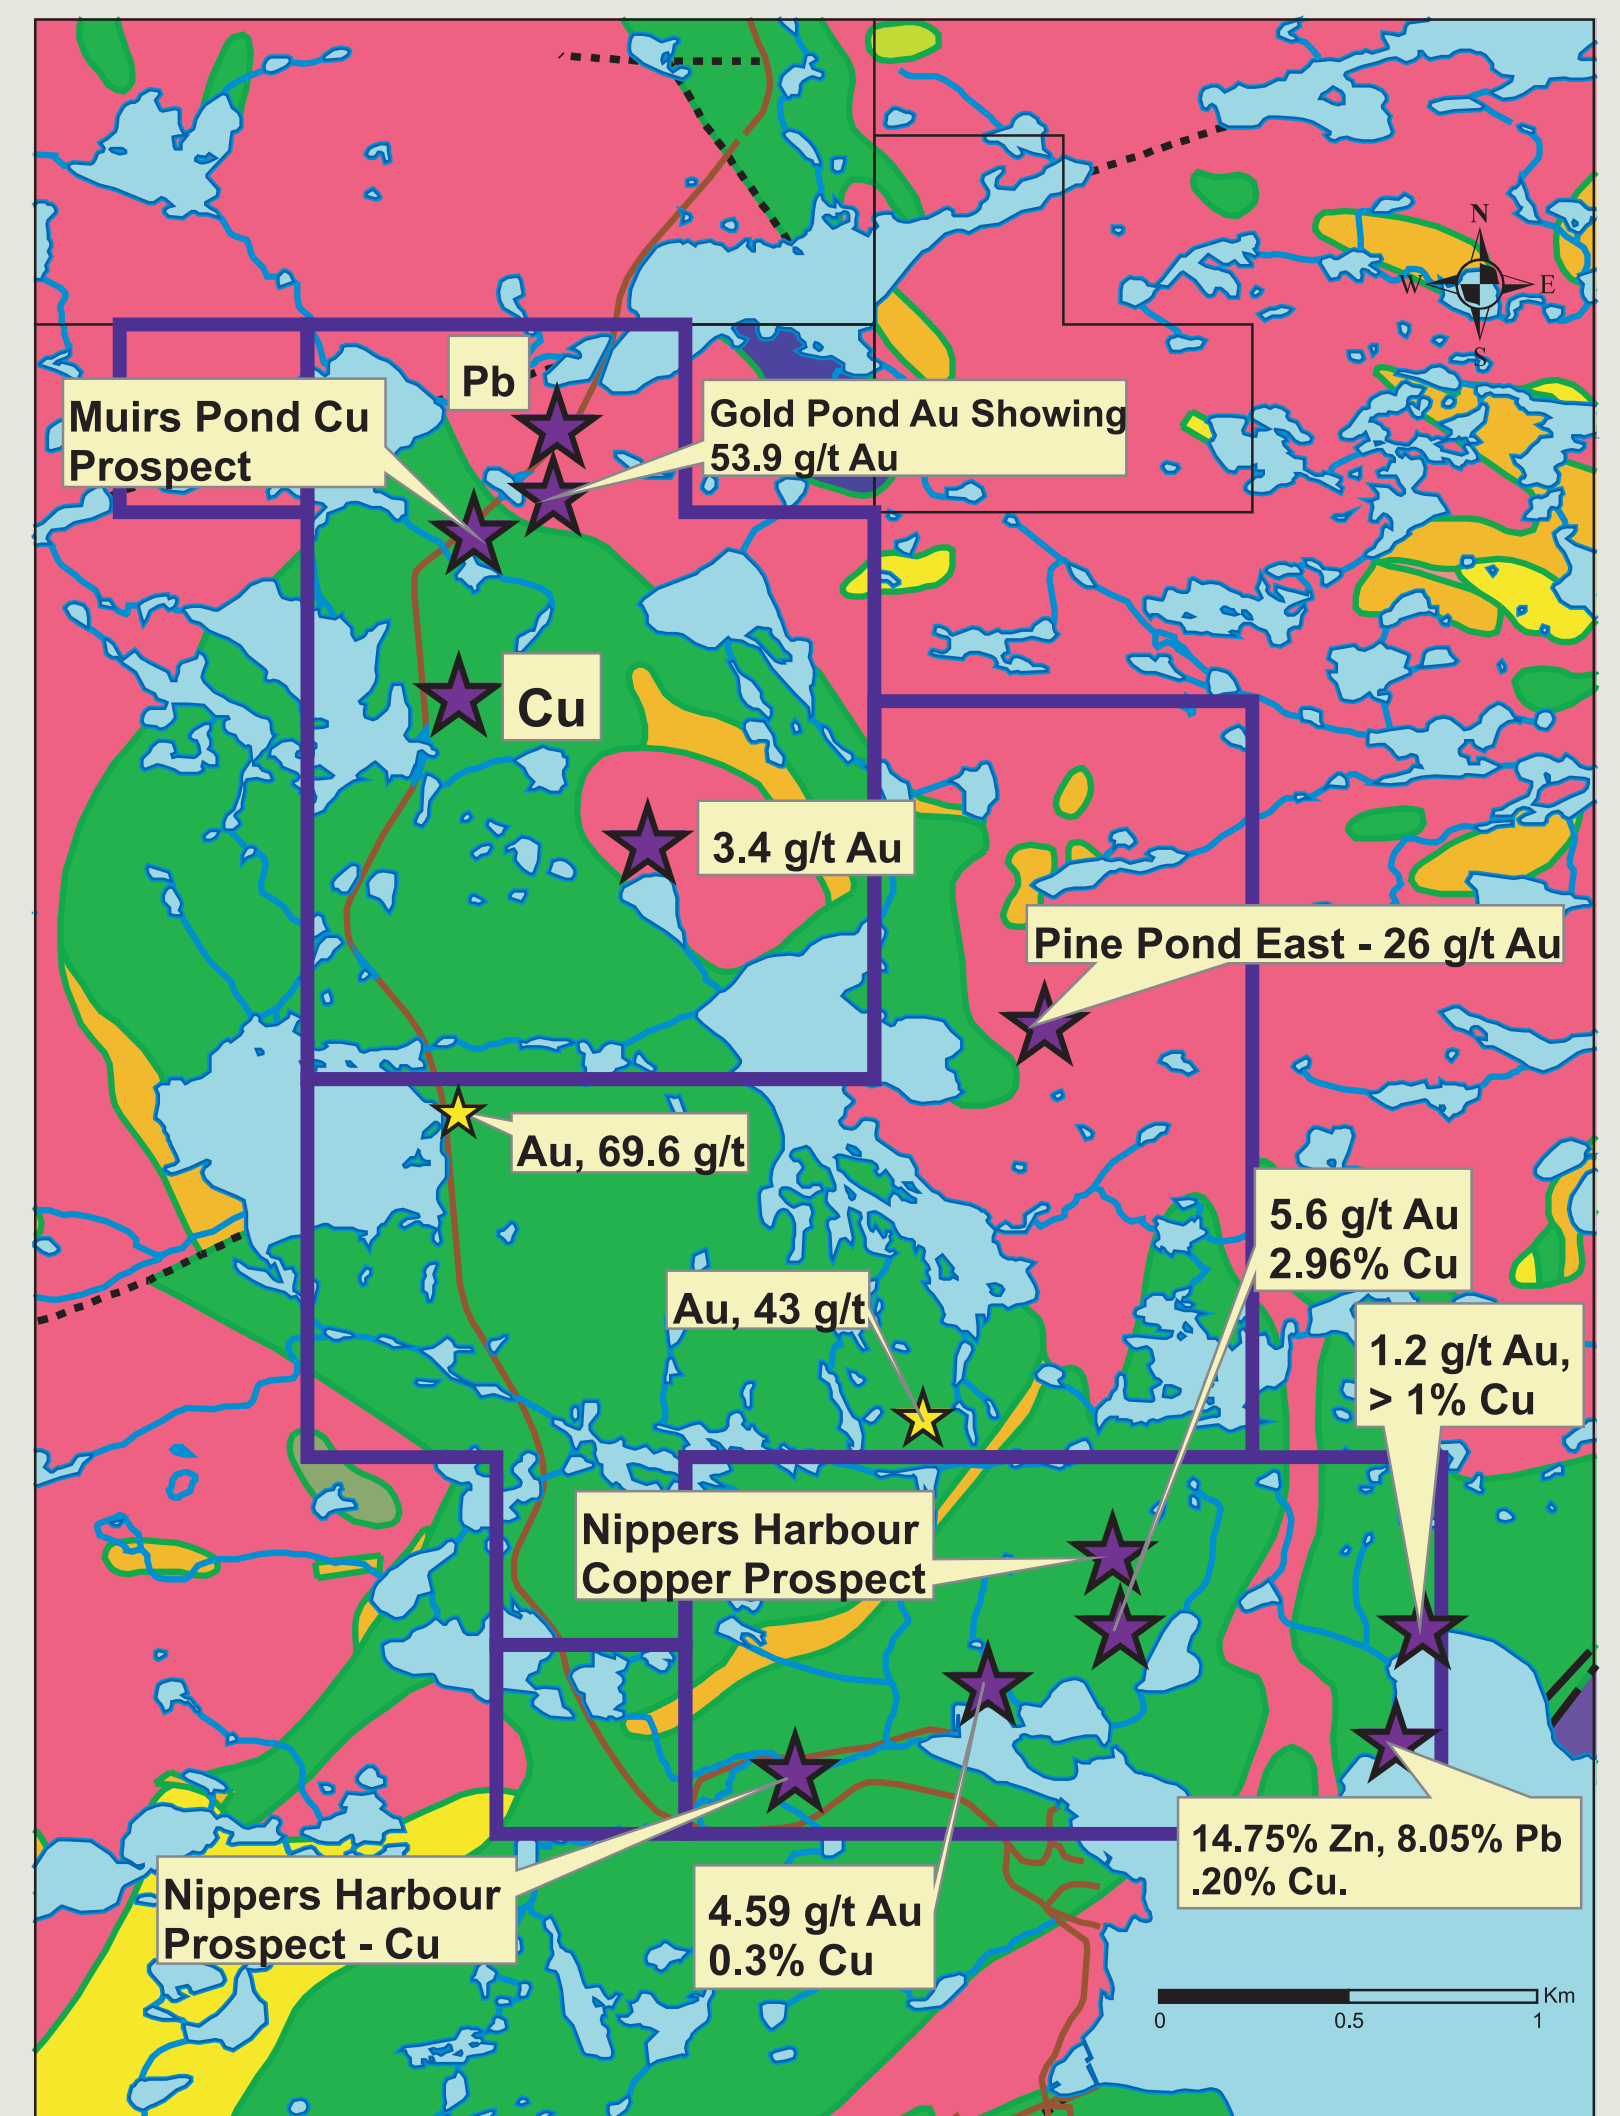 N
W
E
S
Pb
Muirs Pond Cu
Prospect
Gold Pond Au Showing
53.9 g/t Au
Cu
3.4 g/t Au
Pine Pond East - 26 g/t Au
Au, 69.6 g/t
5.6 g/t Au
2.96% Cu
Au, 43 g/t
1.2 g/t Au,
> 1% Cu
Nippers Harbour
Copper Prospect
14.75% Zn, 8.05% Pb
.20% Cu.
Nippers Harbour
Prospect - Cu
4.59 g/t Au
0.3% Cu
Km
0
0.5
1